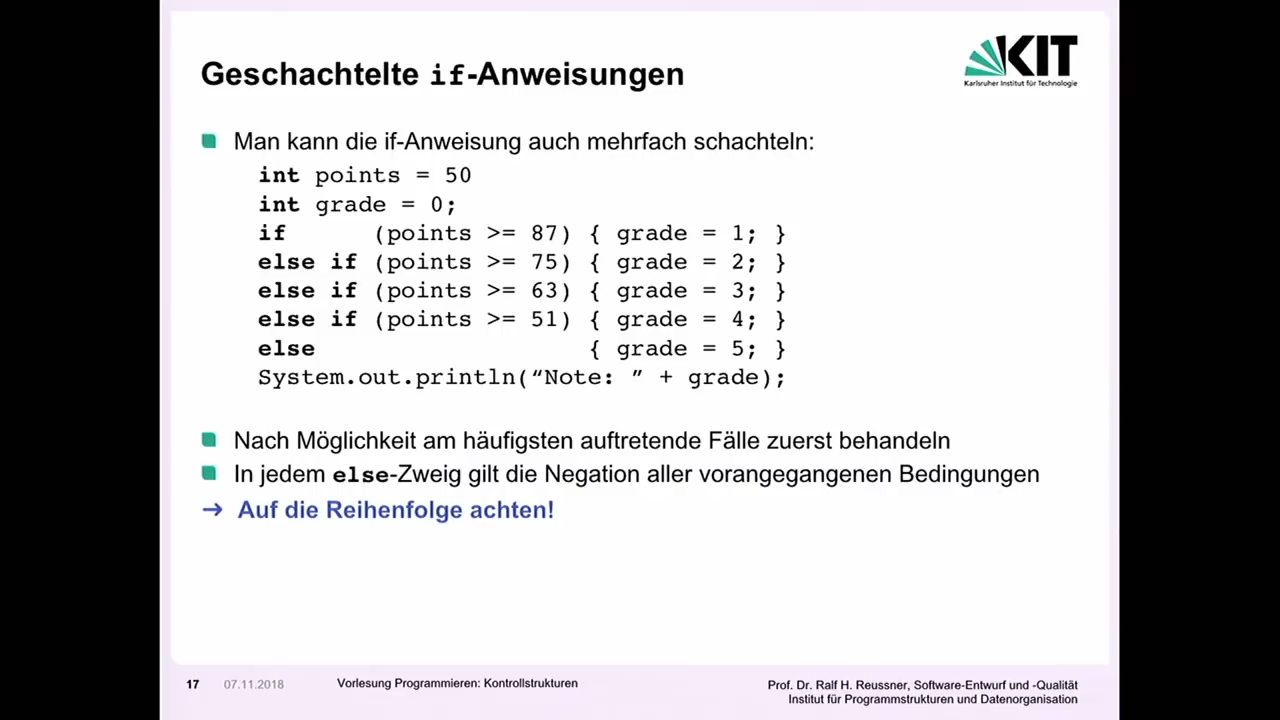 Geschachtelte if-Anweisungen
KIT
Karlsruher Institut für Technologie
Man kann die if-Anweisung auch mehrfach schachteln:
int points = 50
int grade = 0;
if (points >= 87) { grade = 1; }
else if (points >= 75) { grade = 2; }
else if (points >= 63) { grade = 3; }
else if (points >= 51) { grade = 4; }
else { grade = 5; }
System.out.println(“Note: ” + grade);
Nach Möglichkeit am häufigsten auftretende Fälle zuerst behandeln
In jedem else-Zweig gilt die Negation aller vorangegangenen Bedingungen
→ Auf die Reihenfolge achten!
17 07.11.2018 Vorlesung Programmieren: Kontrollstrukturen
Prof. Dr. Ralf H. Reussner, Software-Entwurf und -Qualität
Institut für Programmstrukturen und Datenorganisation